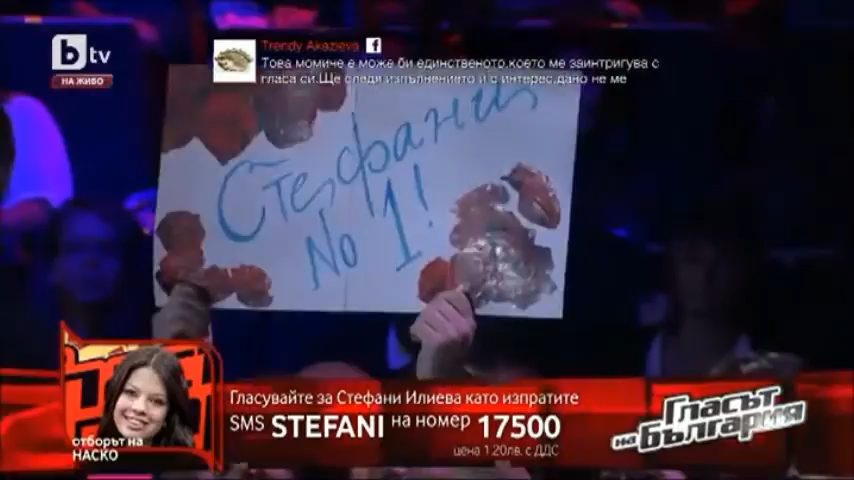 btv
НА ЖИВО
Trendy Akazieva
Това момиче е може би единственото,което ме заинтригува с
гласа си.Ще следя изпълнението ѝ с интерес,дано не ме
Стефани
No 1!
Гласувайте за Стефани Илиева като изпратите
SMS STEFANI на номер 17500
цена 1.20лв. с ДДС
отборът на
НАСКО
Гласът
на България